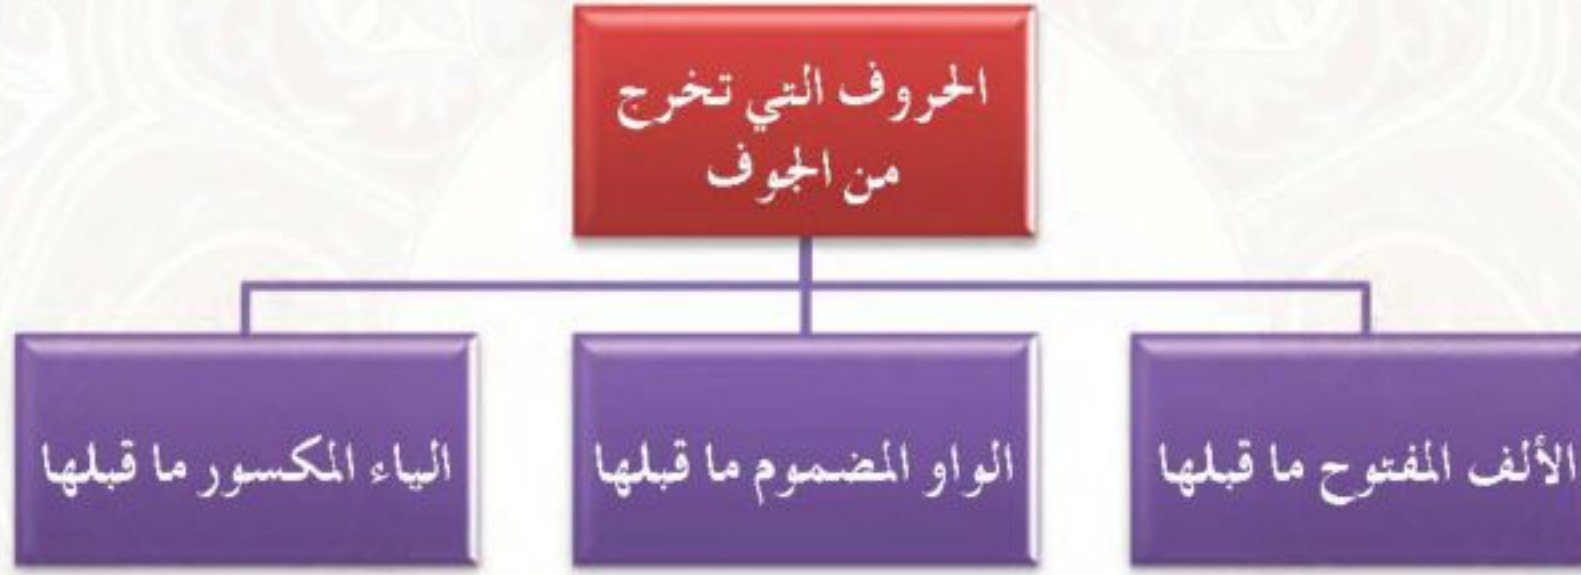 الحروف التي تخرج
من الجوف
الألف المفتوح ما قبلها
الواو المضموم ما قبلها
الياء المكسور ما قبلها